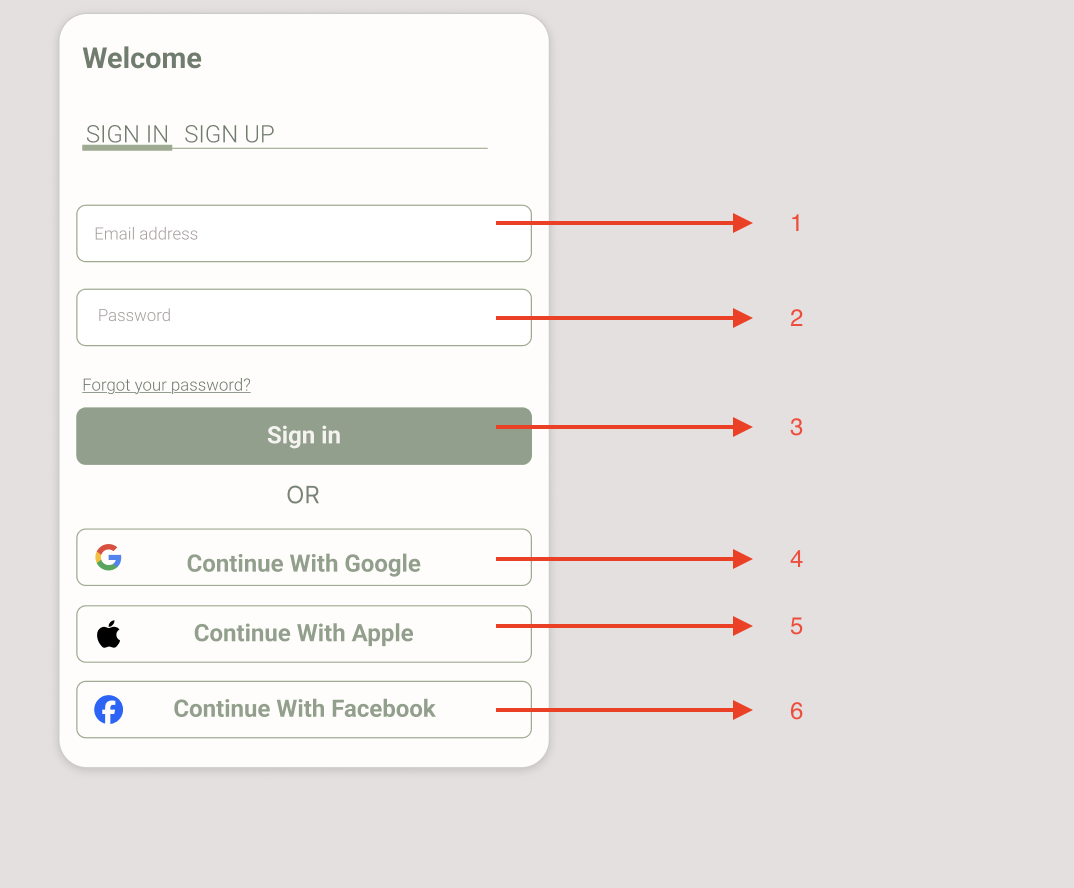 Welcome
SIGN IN SIGN UP
Email address 1
Password 2
Forgot your password?
Sign in 3
OR
Continue With Google 4
Continue With Apple 5
Continue With Facebook 6